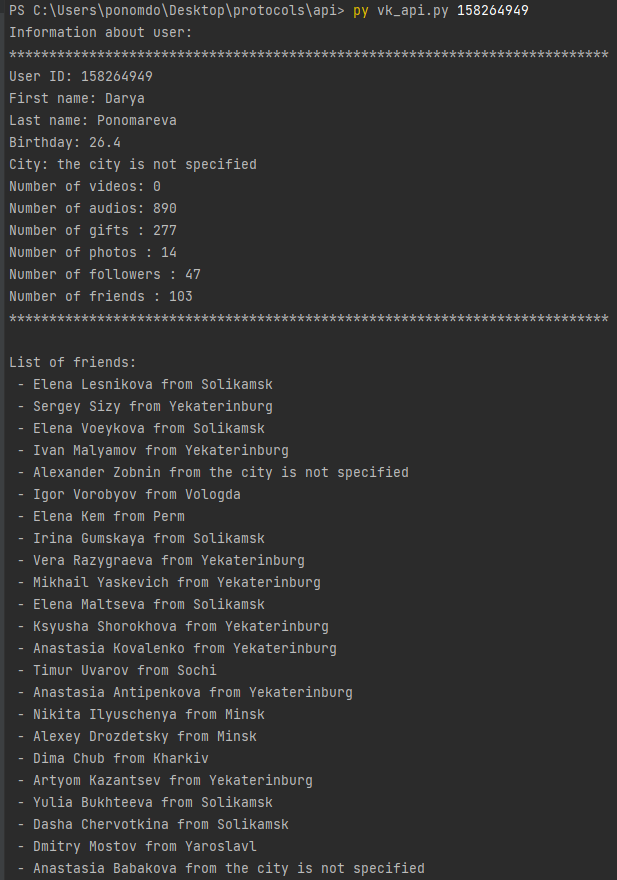 PS C:\Users\ponomdo\Desktop\protocols\api> py vk_api.py 158264949
Information about user:
***************************************************************************
User ID: 158264949
First name: Darya
Last name: Ponomareva
Birthday: 26.4
City: the city is not specified
Number of videos: 0
Number of audios: 890
Number of gifts : 277
Number of photos : 14
Number of followers : 47
Number of friends : 103
***************************************************************************
List of friends:
- Elena Lesnikova from Solikamsk
- Sergey Sizy from Yekaterinburg
- Elena Voeykova from Solikamsk
- Ivan Malyamov from Yekaterinburg
- Alexander Zobnin from the city is not specified
- Igor Vorobyov from Vologda
- Elena Kem from Perm
- Irina Gumskaya from Solikamsk
- Vera Razygraeva from Yekaterinburg
- Mikhail Yaskevich from Yekaterinburg
- Elena Maltseva from Solikamsk
- Ksyusha Shorokhova from Yekaterinburg
- Anastasia Kovalenko from Yekaterinburg
- Timur Uvarov from Sochi
- Anastasia Antipenkova from Yekaterinburg
- Nikita Ilyuschenya from Minsk
- Alexey Drozdetsky from Minsk
- Dima Chub from Kharkiv
- Artyom Kazantsev from Yekaterinburg
- Yulia Bukhteeva from Solikamsk
- Dasha Chervotkina from Solikamsk
- Dmitry Mostov from Yaroslavl
- Anastasia Babakova from the city is not specified